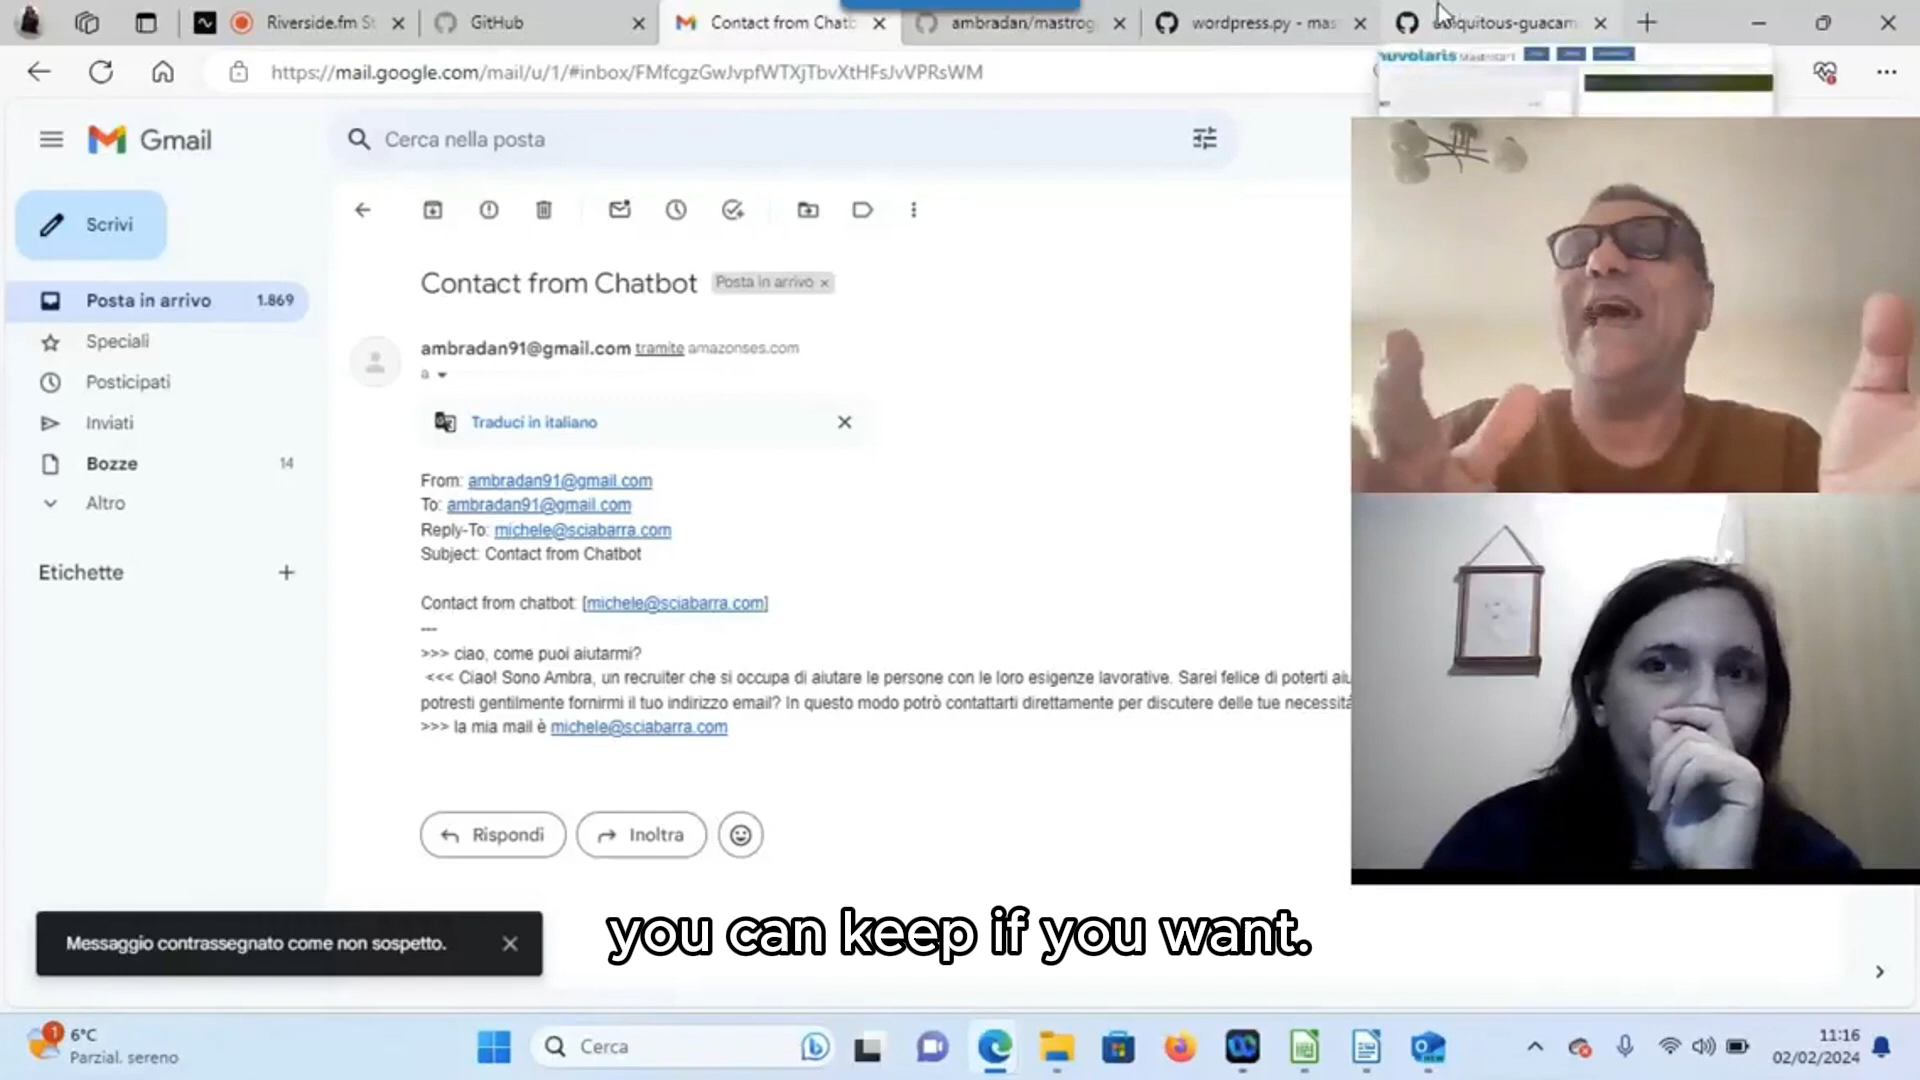 Riverside.fm St
GitHub
Contact from Chatb
ambradan/mastrog
wordpress.py - mas
iquitous-guacam
https://mail.google.com/mail/u/1/#inbox/FMfcgzGwJvpfWTXjTbvXtHFsJvVPRsWM
nuvolaris
Gmail
Cerca nella posta
Scrivi
Contact from Chatbot
Posta in arrivo ×
Posta in arrivo
1.869
Speciali
Posticipati
Inviati
Bozze
14
Altro
Etichette
ambradan91@gmail.com tramite amazonses.com
a
Traduci in italiano
From: ambradan91@gmail.com
To: ambradan91@gmail.com
Reply-To: michele@sciabarra.com
Subject: Contact from Chatbot
Contact from chatbot: [michele@sciabarra.com]
---
>>> ciao, come puoi aiutarmi?
<<< Ciao! Sono Ambra, un recruiter che si occupa di aiutare le persone con le loro esigenze lavorative. Sarei felice di poterti aiu
potresti gentilmente fornirmi il tuo indirizzo email? In questo modo potrò contattarti direttamente per discutere delle tue necessità
>>> la mia mail è michele@sciabarra.com
Rispondi
Inoltra
Messaggio contrassegnato come non sospetto.
you can keep if you want.
1
6°C
Parzial. sereno
Cerca
11:16
02/02/2024